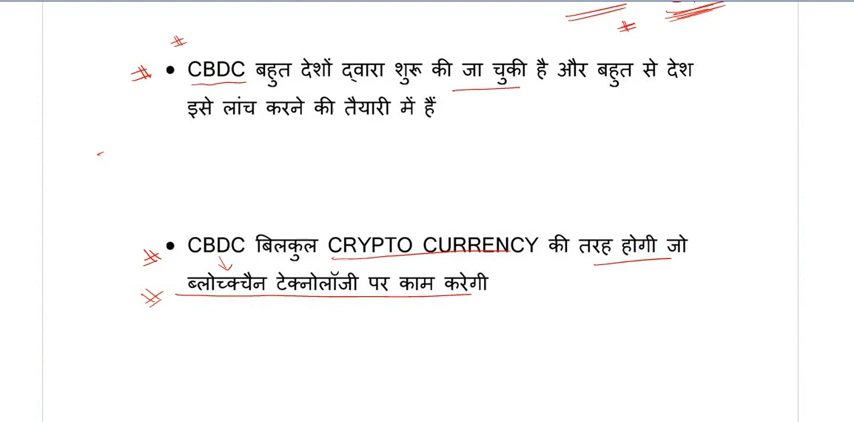 • CBDC बहुत देशों द्वारा शुरू की जा चुकी है और बहुत से देश
इसे लांच करने की तैयारी में हैं
• CBDC बिलकुल CRYPTO CURRENCY की तरह होगी जो
ब्लोच्क्चैन टेक्नोलॉजी पर काम करेगी